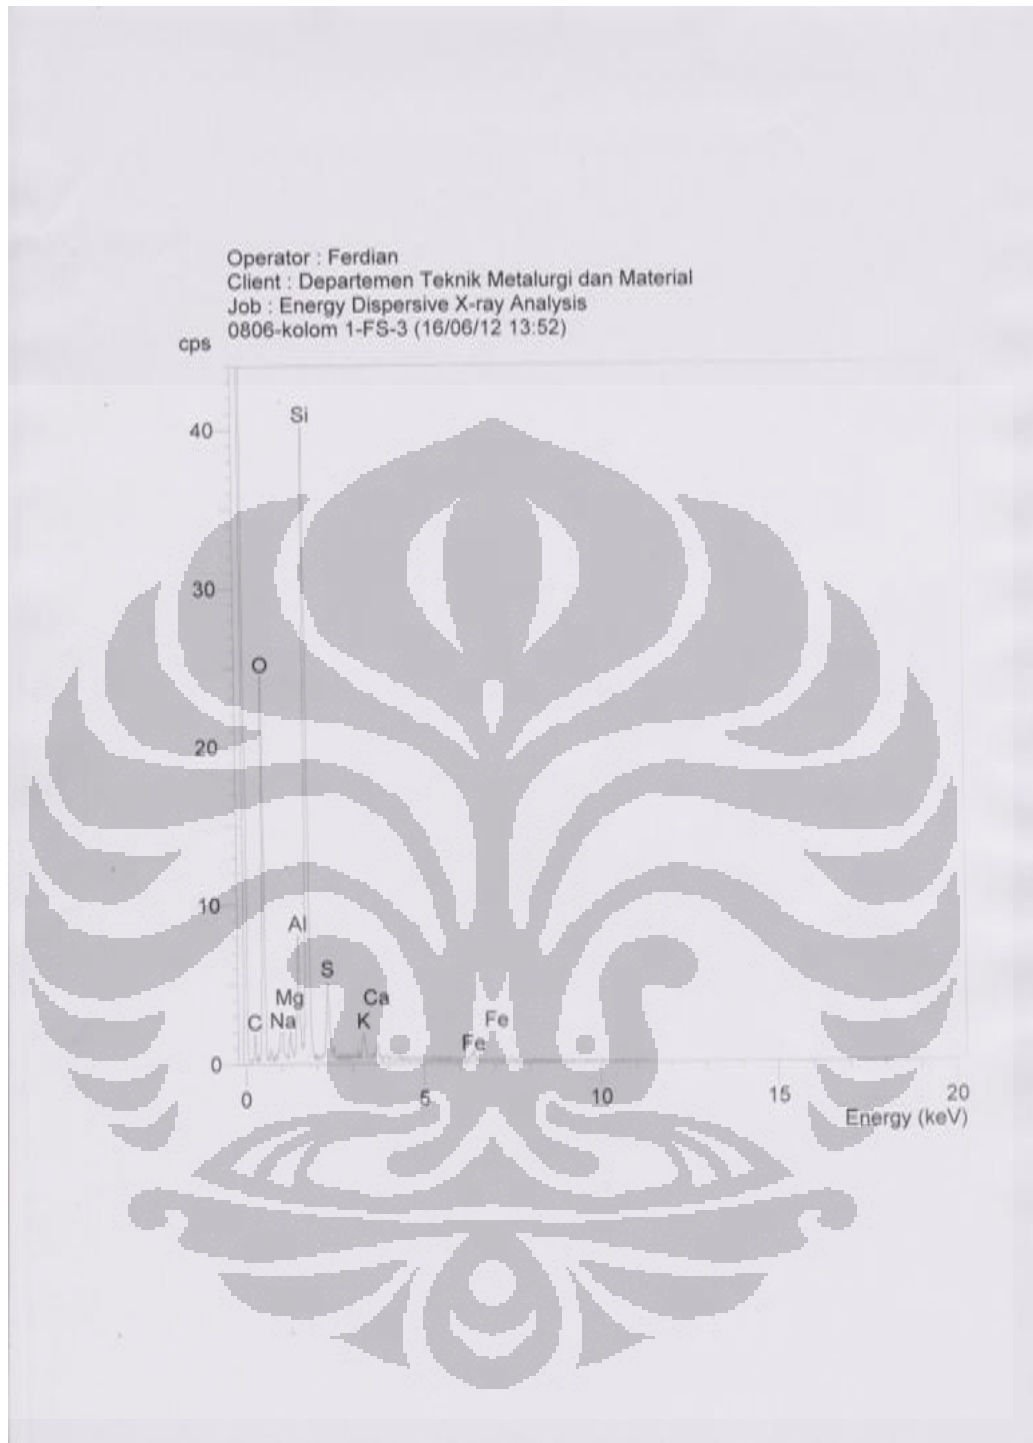 Operator : Ferdian
Client : Departemen Teknik Metalurgi dan Material
Job : Energy Dispersive X-ray Analysis
0806-kolom 1-FS-3 (16/06/12 13:52)
cps
Si
40
30
O
20
10
Al
S
Mg
Ca
C
Na
K
Fe
Fe
0
0
5
10
15
20
Energy (keV)